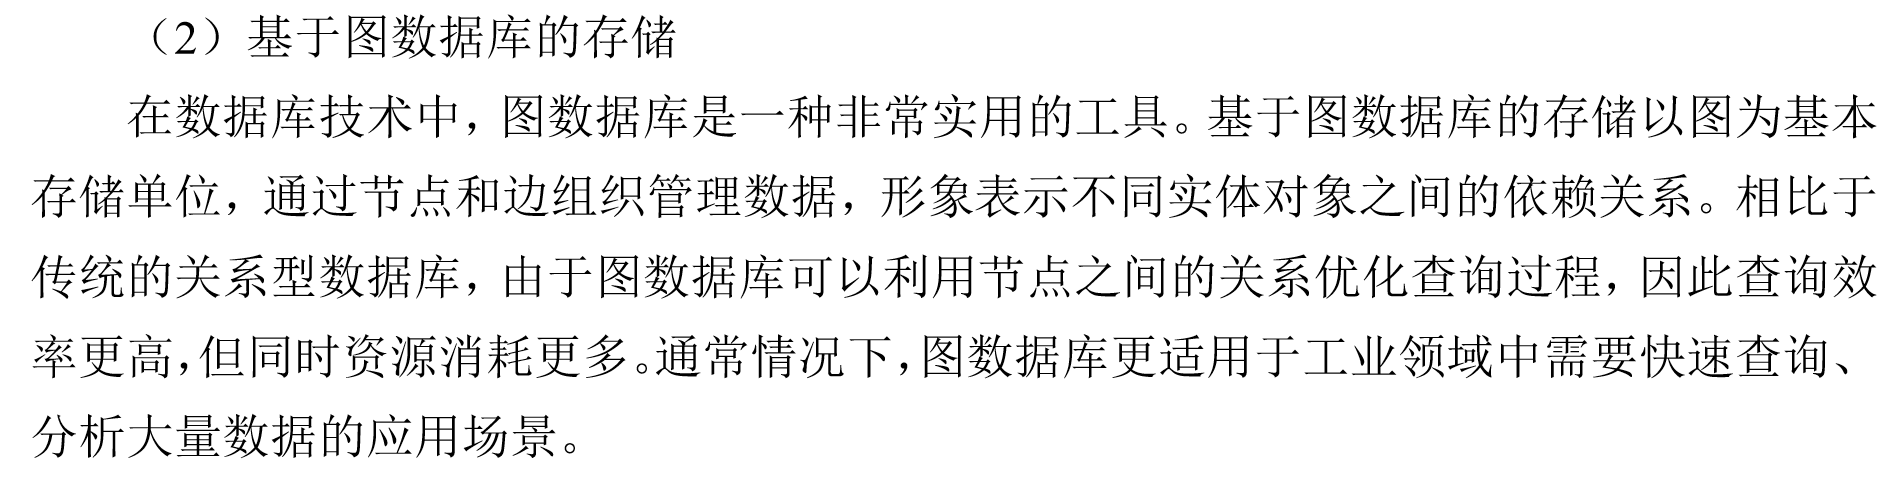 （2）基于图数据库的存储
在数据库技术中，图数据库是一种非常实用的工具。基于图数据库的存储以图为基本
存储单位，通过节点和边组织管理数据，形象表示不同实体对象之间的依赖关系。相比于
传统的关系型数据库，由于图数据库可以利用节点之间的关系优化查询过程，因此查询效
率更高，但同时资源消耗更多。通常情况下，图数据库更适用于工业领域中需要快速查询、
分析大量数据的应用场景。